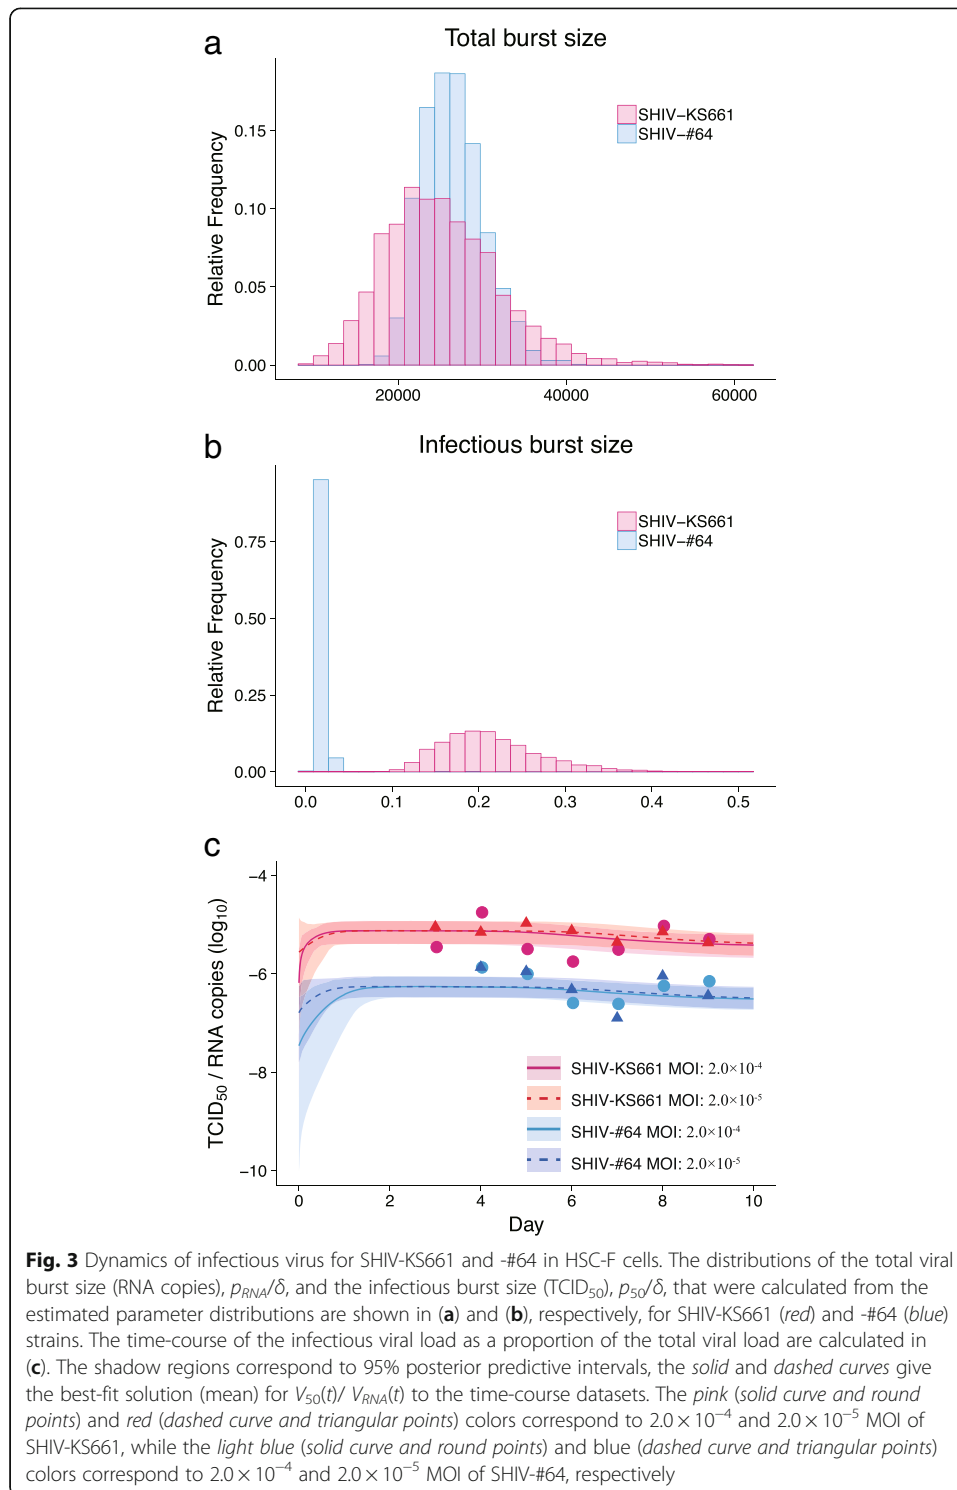 a
Total burst size
Relative Frequency
0.15
0.10
0.05
0.00
20000 40000 60000
SHIV−KS661
SHIV−#64
b
Infectious burst size
Relative Frequency
0.75
0.50
0.25
0.00
0.0 0.1 0.2 0.3 0.4 0.5
SHIV−KS661
SHIV−#64
c
TCID50 / RNA copies (log10)
−4
−6
−8
−10
0 2 4 6 8 10
Day
SHIV-KS661 MOI: 2.0×10-4
SHIV-KS661 MOI: 2.0×10-5
SHIV-#64 MOI: 2.0×10-4
SHIV-#64 MOI: 2.0×10-5
Fig. 3 Dynamics of infectious virus for SHIV-KS661 and -#64 in HSC-F cells. The distributions of the total viral
burst size (RNA copies), pRNA/δ, and the infectious burst size (TCID50), p50/δ, that were calculated from the
estimated parameter distributions are shown in (a) and (b), respectively, for SHIV-KS661 (red) and -#64 (blue)
strains. The time-course of the infectious viral load as a proportion of the total viral load are calculated in
(c). The shadow regions correspond to 95% posterior predictive intervals, the solid and dashed curves give
the best-fit solution (mean) for V50(t)/ VRNA(t) to the time-course datasets. The pink (solid curve and round
points) and red (dashed curve and triangular points) colors correspond to 2.0 × 10−4 and 2.0 × 10−5 MOI of
SHIV-KS661, while the light blue (solid curve and round points) and blue (dashed curve and triangular points)
colors correspond to 2.0 × 10−4 and 2.0 × 10−5 MOI of SHIV-#64, respectively